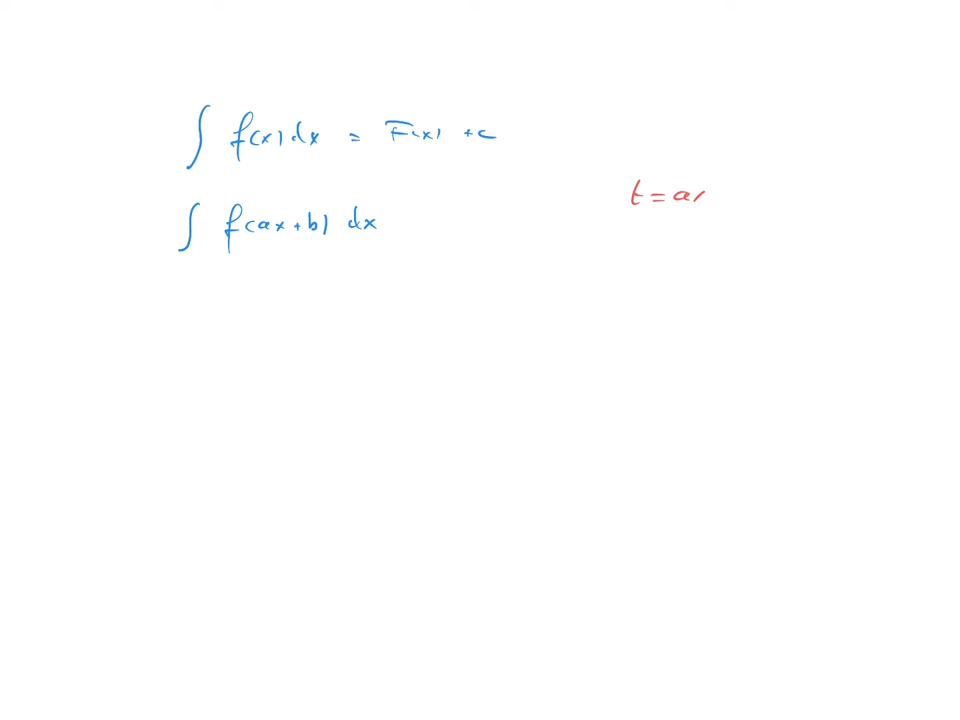 ∫ f(x) dx = F(x) + c
t = a
∫ f(ax + b) dx